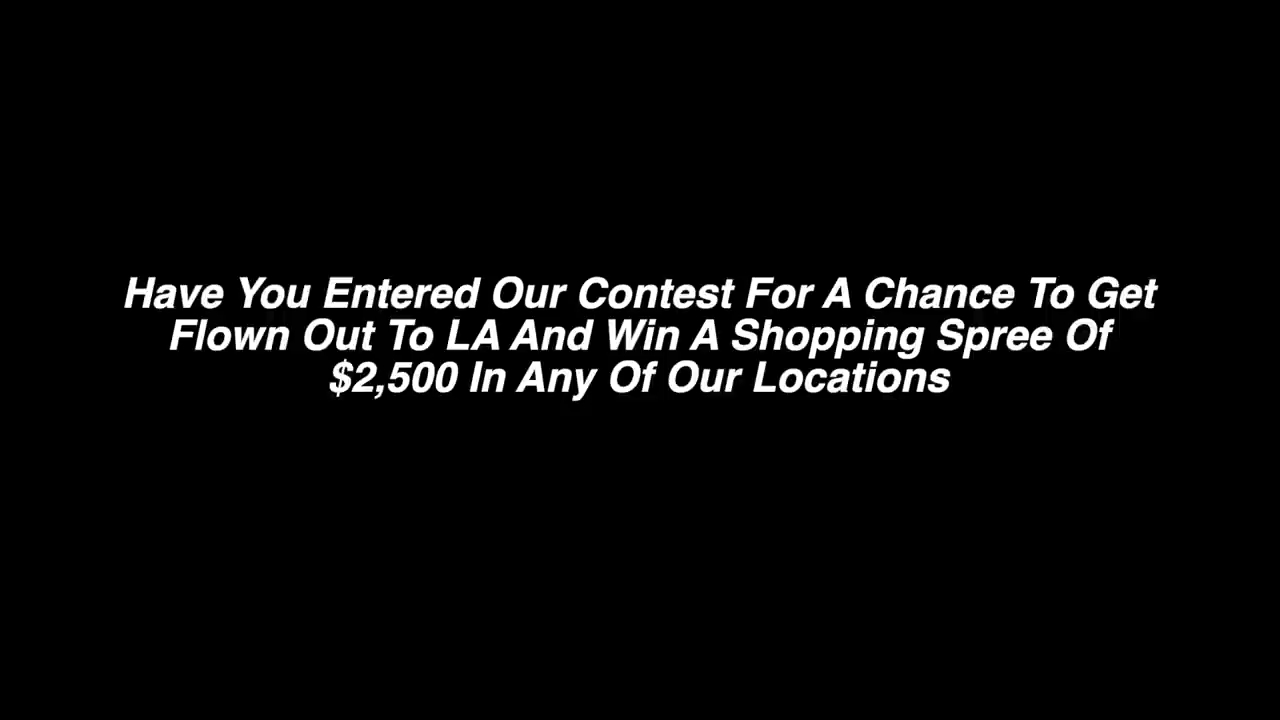 Have You Entered Our Contest For A Chance To Get
Flown Out To LA And Win A Shopping Spree Of
$2,500 In Any Of Our Locations